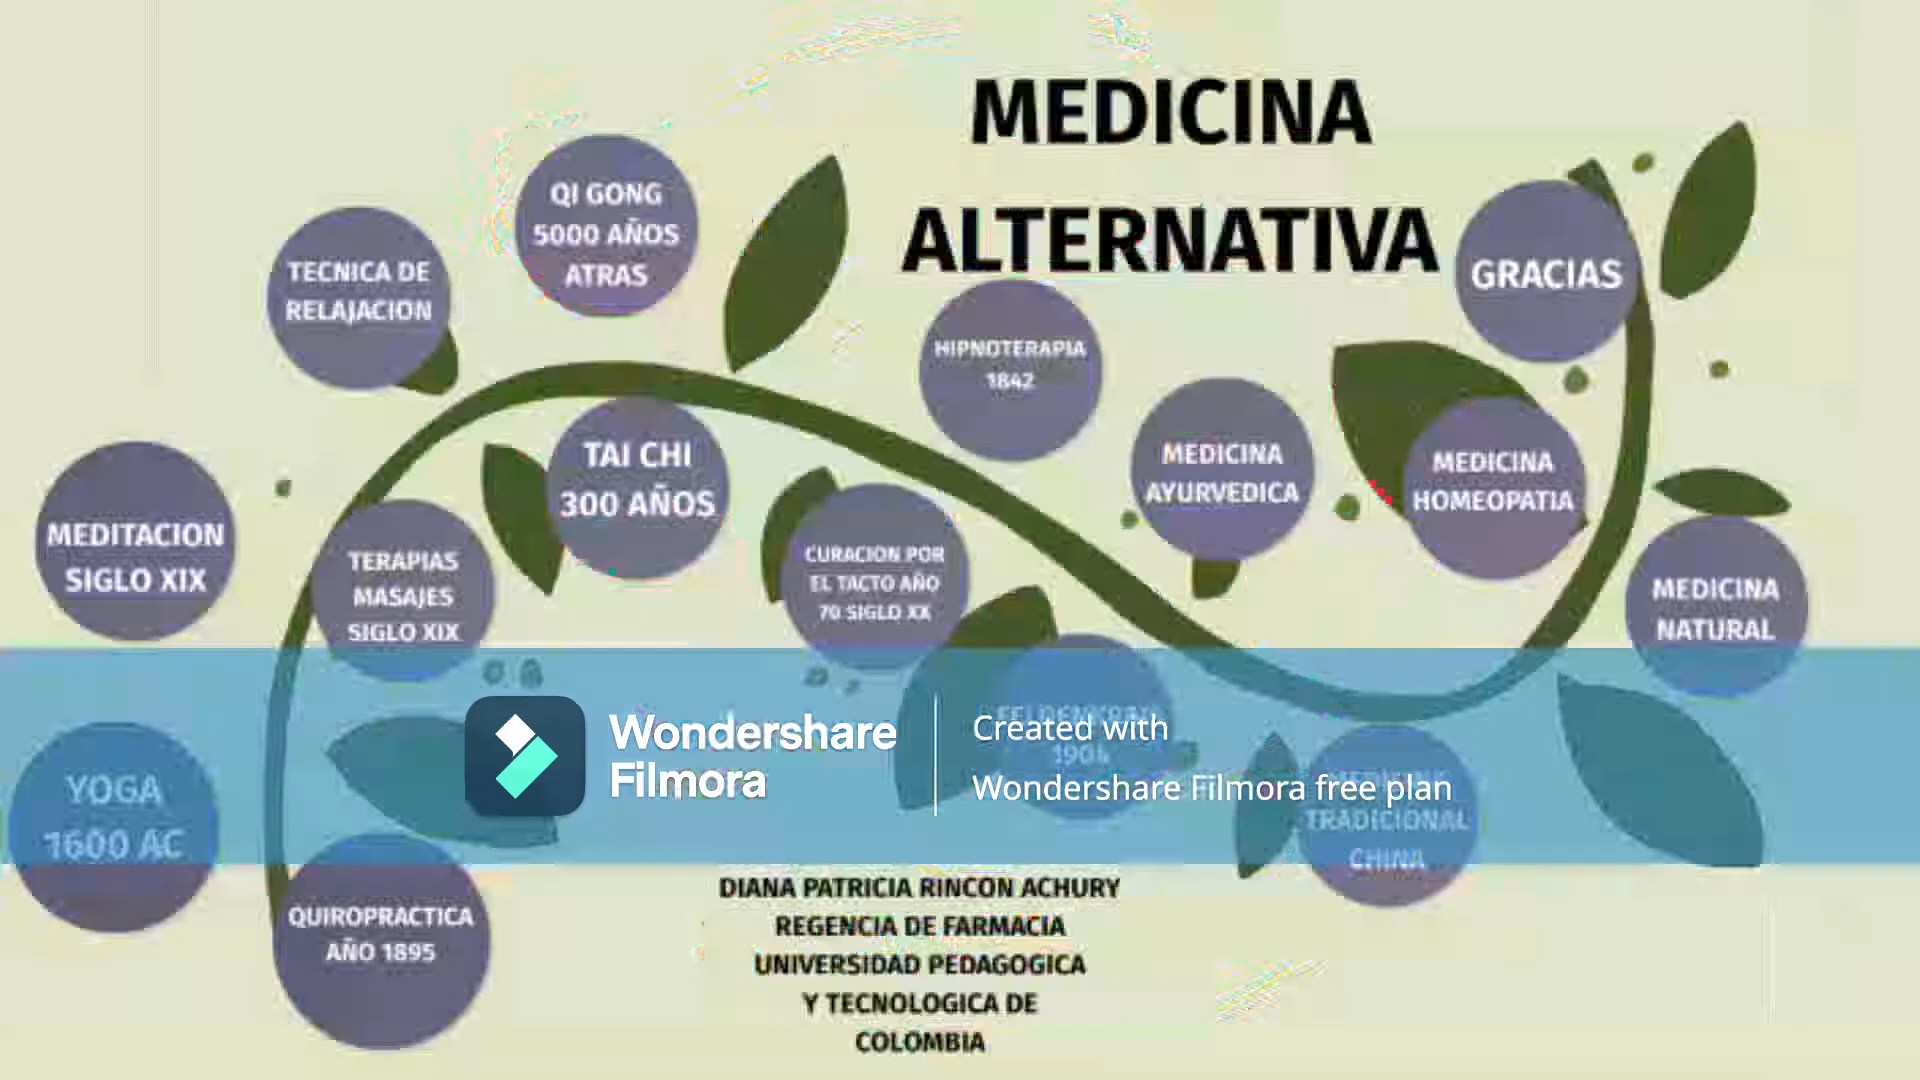 MEDICINA
ALTERNATIVA
QI GONG
5000 AÑOS
ATRAS
TECNICA DE
RELAJACION
GRACIAS
HIPNOTERAPIA
1842
TAI CHI
300 AÑOS
MEDICINA
AYURVEDICA
MEDICINA
HOMEOPATIA
MEDITACION
SIGLO XIX
TERAPIAS
MASAJES
SIGLO XIX
CURACION POR
EL TACTO AÑO
70 SIGLO XX
MEDICINA
NATURAL
Wondershare
Filmora
Created with
Wondershare Filmora free plan
YOGA
1600 AC
TRADICIONAL
CHINA
QUIROPRACTICA
AÑO 1895
DIANA PATRICIA RINCON ACHURY
REGENCIA DE FARMACIA
UNIVERSIDAD PEDAGOGICA
Y TECNOLOGICA DE
COLOMBIA